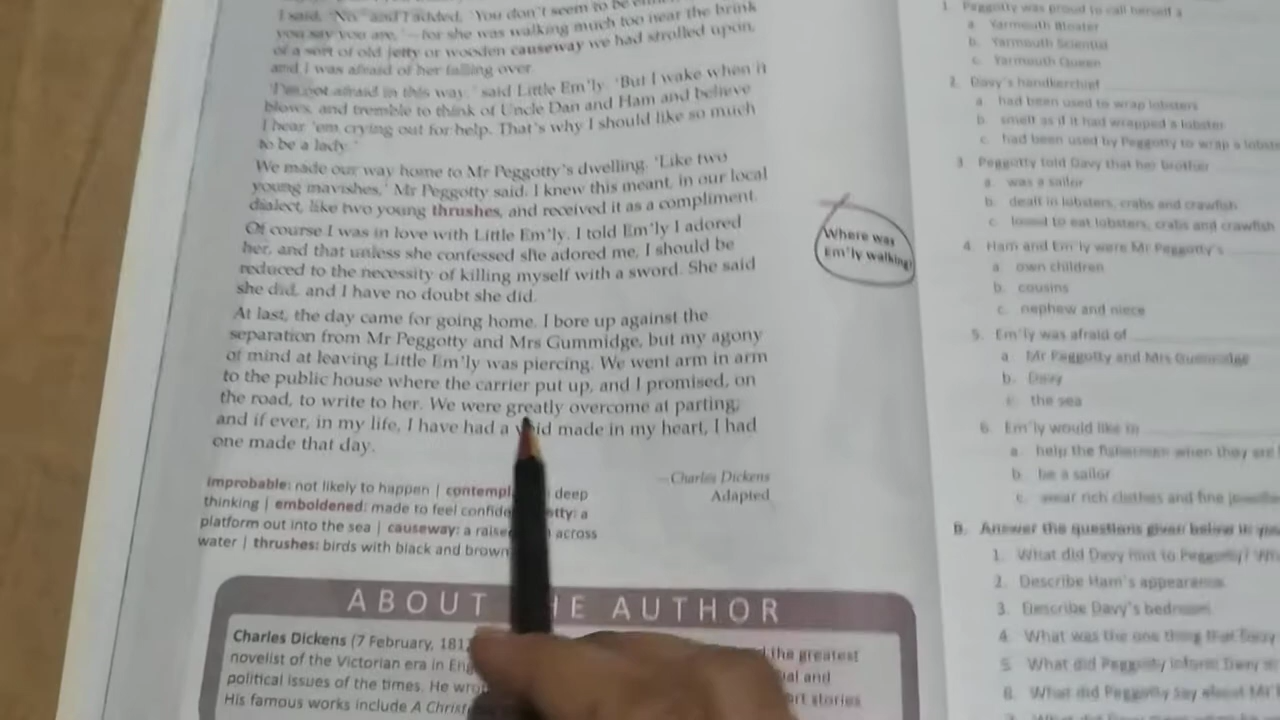 I said, 'No,' and I added, 'You don't seem to be
you say you are,'—for she was walking much too near the brink
of a sort of old jetty or wooden causeway we had strolled upon,
and I was afraid of her falling over.
'I'm not afraid in this way,' said Little Em'ly. 'But I wake when it
blows, and tremble to think of Uncle Dan and Ham and believe
I hear 'em crying out for help. That's why I should like so much
to be a lady.'
We made our way home to Mr Peggotty's dwelling. 'Like two
young mavishes,' Mr Peggotty said. I knew this meant, in our local
dialect, like two young thrushes, and received it as a compliment.
Of course I was in love with Little Em'ly. I told Em'ly I adored
her, and that unless she confessed she adored me, I should be
reduced to the necessity of killing myself with a sword. She said
she did, and I have no doubt she did.
At last, the day came for going home. I bore up against the
separation from Mr Peggotty and Mrs Gummidge, but my agony
of mind at leaving Little Em'ly was piercing. We went arm in arm
to the public house where the carrier put up, and I promised, on
the road, to write to her. We were greatly overcome at parting;
and if ever, in my life, I have had a void made in my heart, I had
one made that day.
—Charles Dickens
Adapted
improbable: not likely to happen | deep
thinking | emboldened: made to feel a
platform out into the sea | causeway: a across
water | thrushes: birds with black and brown
Where was
Em'ly walking?
ABOUT THE AUTHOR
Charles Dickens (7 February, 1812 the greatest
novelist of the Victorian era in and
political issues of the times. He stories
His famous works include A
1. Peggotty was proud to call herself a
a. Yarmouth Bloater
b. Yarmouth Scientist
c. Yarmouth Queen
2. Davy's handkerchief
a. had been used to wrap lobsters
b. smelt as if it had wrapped a lobster
c. had been used by Peggotty to wrap a
3. Peggotty told Davy that her brother
a. was a sailor
b. dealt in lobsters, crabs and crawfish
c. loved to eat lobsters, crabs and crawfish
4. Ham and Em'ly were Mr Peggotty's
a. own children
b. cousins
c. nephew and niece
5. Em'ly was afraid of
a. Mr Peggotty and Mrs Gummidge
b. Davy
c. the sea
6. Em'ly would like to
a. help the fishermen when they are
b. be a sailor
c. wear rich clothes and fine
B. Answer the questions given below in
1. What did Davy hint to Peggotty?
2. Describe Ham's appearance.
3. Describe Davy's bedroom.
4. What was the one thing that Davy
5. What did Peggotty inform Davy
6. What did Peggotty say about